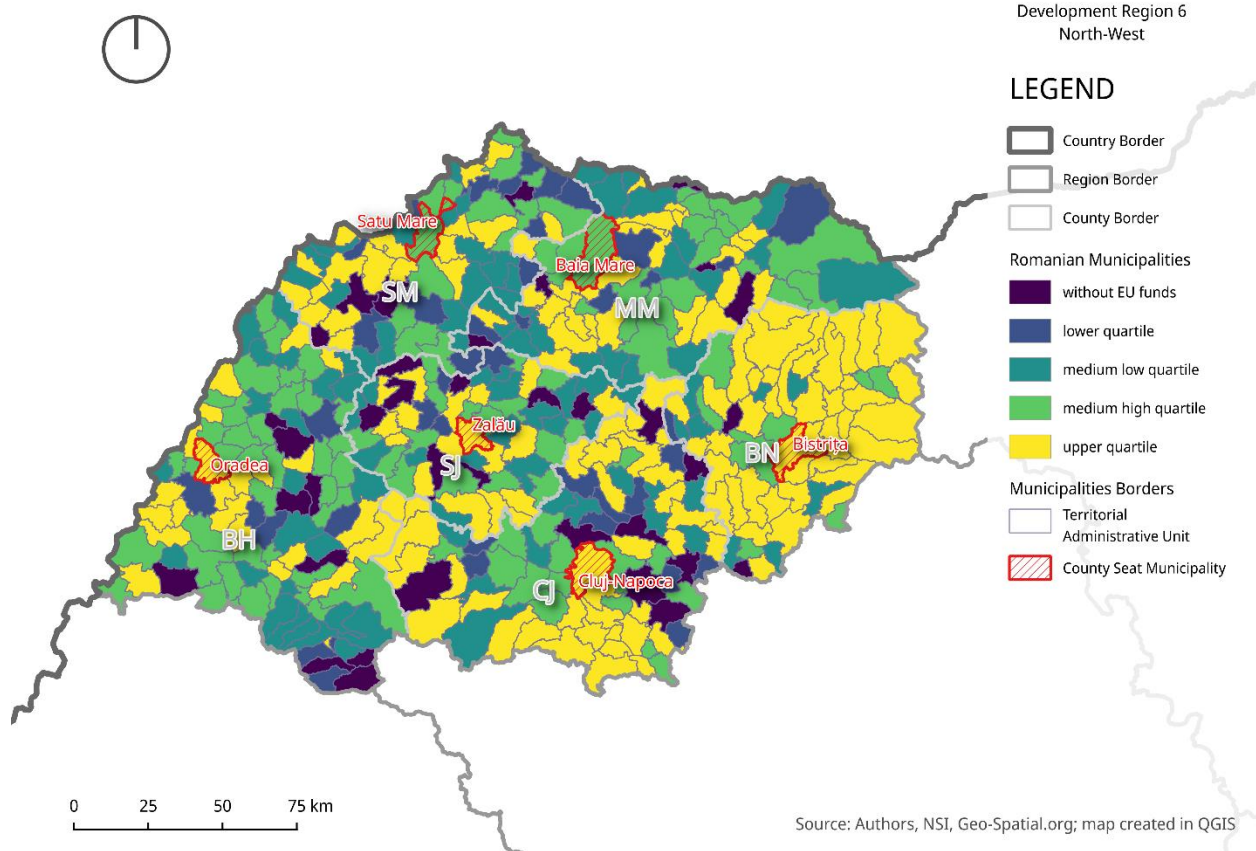 Development Region 6
North-West
LEGEND
Country Border
Region Border
County Border
Romanian Municipalities
without EU funds
lower quartile
medium low quartile
medium high quartile
upper quartile
Municipalities Borders
Territorial
Administrative Unit
County Seat Municipality
Satu Mare
Baia Mare
SM
MM
Zalău
Bistrița
Oradea
SJ
BN
BH
Cluj-Napoca
CJ
0 25 50 75 km
Source: Authors, NSI, Geo-Spatial.org; map created in QGIS